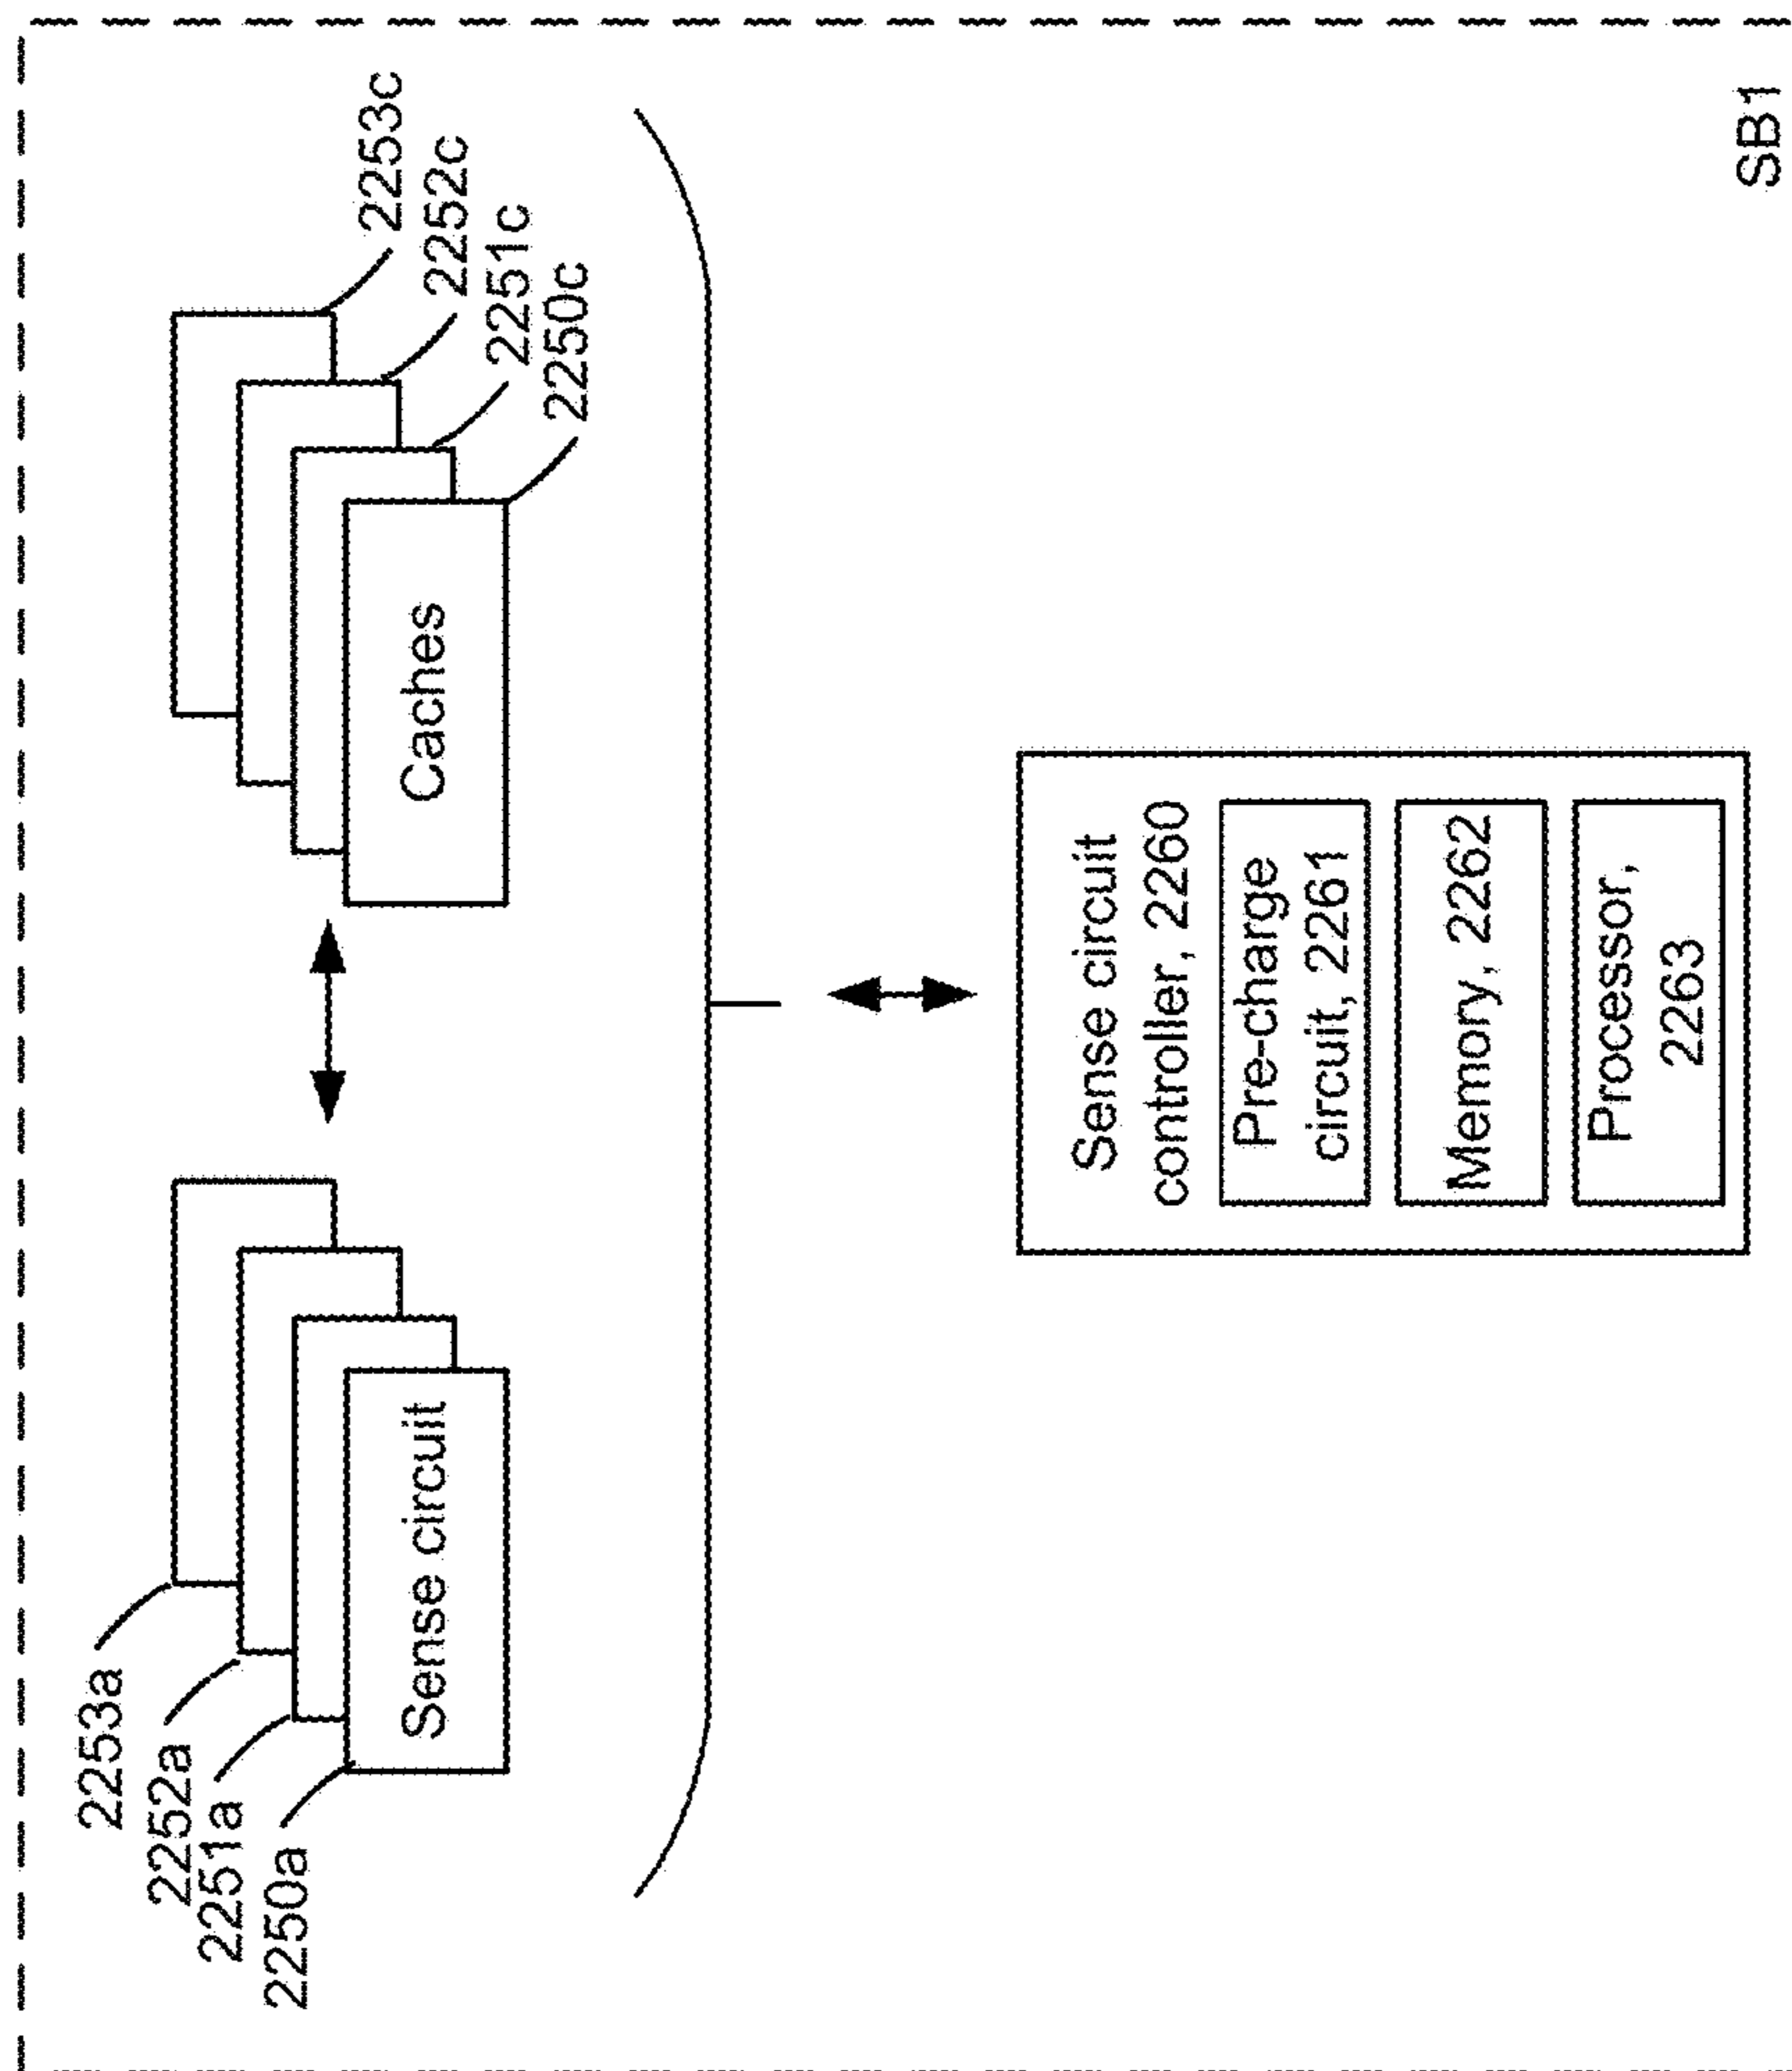 2253a
2252a
2251a
2250a
Sense circuit
2253c
2252c
2251c
2250c
Caches
Sense circuit
controller, 2260
Pre-charge
circuit, 2261
Memory, 2262
Processor,
2263
SB1